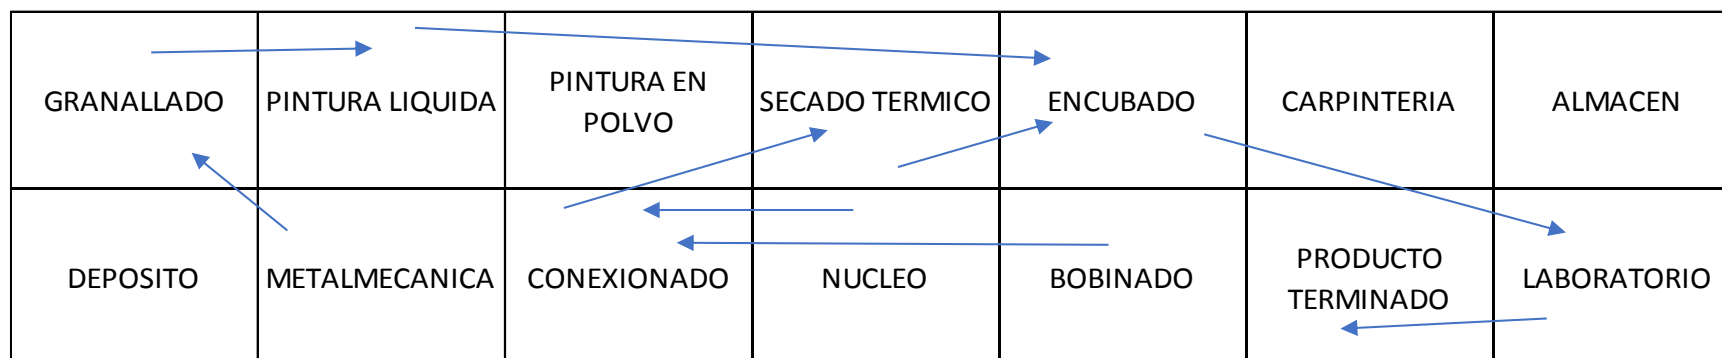 GRANALLADO
PINTURA LIQUIDA
PINTURA EN
POLVO
SECADO TERMICO
ENCUBADO
CARPINTERIA
ALMACEN
DEPOSITO
METALMECANICA
CONEXIONADO
NUCLEO
BOBINADO
PRODUCTO
TERMINADO
LABORATORIO